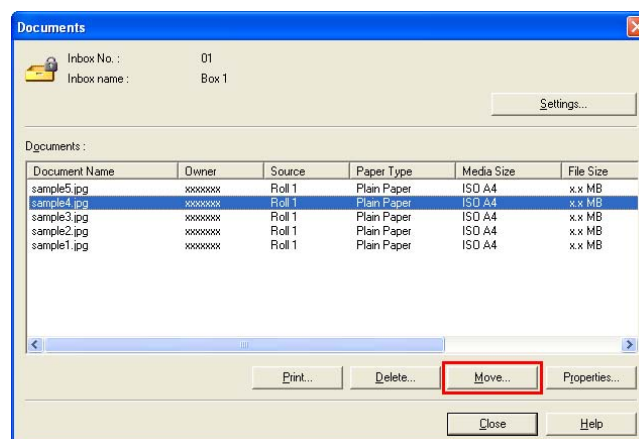 Documents
Inbox No. : 01
Inbox name : Box 1
Settings...
Documents :
Document Name Owner Source Paper Type Media Size File Size
sample5.jpg xxxxxxx Roll 1 Plain Paper ISO A4 x.x MB
sample4.jpg xxxxxxx Roll 1 Plain Paper ISO A4 x.x MB
sample3.jpg xxxxxxx Roll 1 Plain Paper ISO A4 x.x MB
sample2.jpg xxxxxxx Roll 1 Plain Paper ISO A4 x.x MB
sample1.jpg xxxxxxx Roll 1 Plain Paper ISO A4 x.x MB
Print... Delete... Move... Properties...
Close Help